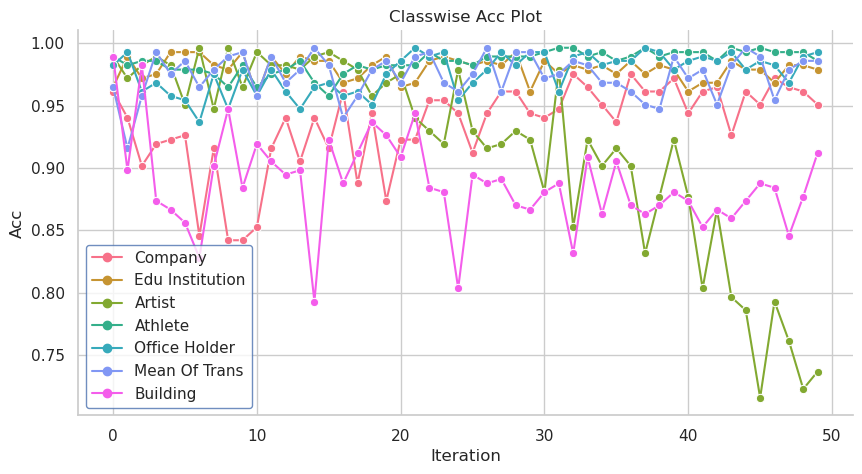 Classwise Acc Plot
1.00
0.95
0.90
0.85
0.80
0.75
Acc
Company
Edu Institution
Artist
Athlete
Office Holder
Mean Of Trans
Building
0 10 20 30 40 50
Iteration